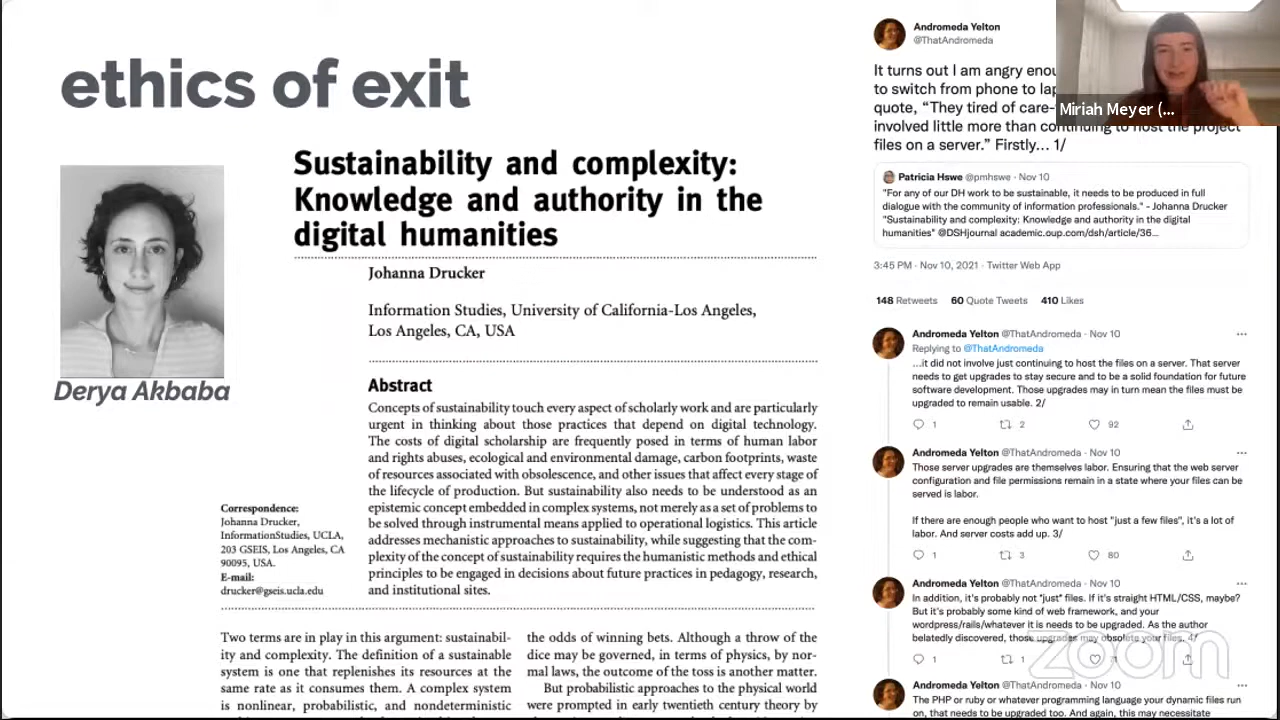 ethics of exit
Derya Akbaba
Sustainability and complexity:
Knowledge and authority in the
digital humanities
Johanna Drucker
Information Studies, University of California-Los Angeles,
Los Angeles, CA, USA
Abstract
Concepts of sustainability touch every aspect of scholarly work and are particularly
urgent in thinking about those practices that depend on digital technology.
The costs of digital scholarship are frequently posed in terms of human labor
and rights abuses, ecological and environmental damage, carbon footprints, waste
of resources associated with obsolescence, and other issues that affect every stage of
the lifecycle of production. But sustainability also needs to be understood as an
epistemic concept embedded in complex systems, not merely as a set of problems to
be solved through instrumental means applied to operational logistics. This article
addresses mechanistic approaches to sustainability, while suggesting that the com-
plexity of the concept of sustainability requires the humanistic methods and ethical
principles to be engaged in decisions about future practices in pedagogy, research,
and institutional sites.
Correspondence:
Johanna Drucker,
InformationStudies, UCLA,
203 GSEIS, Los Angeles, CA
90095, USA.
E-mail:
drucker@gseis.ucla.edu
Two terms are in play in this argument: sustainabil-
ity and complexity. The definition of a sustainable
system is one that replenishes its resources at the
same rate as it consumes them. A complex system
is nonlinear, probabilistic, and nondeterministic
the odds of winning bets. Although a throw of the
dice may be governed, in terms of physics, by nor-
mal laws, the outcome of the toss is another matter.
But probabilistic approaches to the physical world
were prompted in early twentieth century theory by
Andromeda Yelton
@ThatAndromeda
It turns out I am angry enou
to switch from phone to lap
quote, “They tired of care-
involved little more than continuing to host the project
files on a server.” Firstly... 1/
Miriah Meyer (...
Patricia Hswe @pmhswe · Nov 10
"For any of our DH work to be sustainable, it needs to be produced in full
dialogue with the community of information professionals." - Johanna Drucker
"Sustainability and complexity: Knowledge and authority in the digital
humanities" @DSHjournal academic.oup.com/dsh/article/36...
3:45 PM · Nov 10, 2021 · Twitter Web App
148 Retweets 60 Quote Tweets 410 Likes
Andromeda Yelton @ThatAndromeda · Nov 10
Replying to @ThatAndromeda
...it did not involve just continuing to host the files on a server. That server
needs to get upgrades to stay secure and to be a solid foundation for future
software development. Those upgrades may in turn mean the files must be
upgraded to remain usable. 2/
1 2 92
Andromeda Yelton @ThatAndromeda · Nov 10
Those server upgrades are themselves labor. Ensuring that the web server
configuration and file permissions remain in a state where your files can be
served is labor.
If there are enough people who want to host "just a few files", it's a lot of
labor. And server costs add up. 3/
1 3 80
Andromeda Yelton @ThatAndromeda · Nov 10
In addition, it's probably not "just" files. If it's straight HTML/CSS, maybe?
But it's probably some kind of web framework, and your
wordpress/rails/whatever it is needs to be upgraded. As the author
belatedly discovered, those upgrades may obsolete your files. 4/
1 1
zoom
Andromeda Yelton @ThatAndromeda · Nov 10
The PHP or ruby or whatever programming language your dynamic files run
on, that needs to be upgraded too. And again, this may necessitate